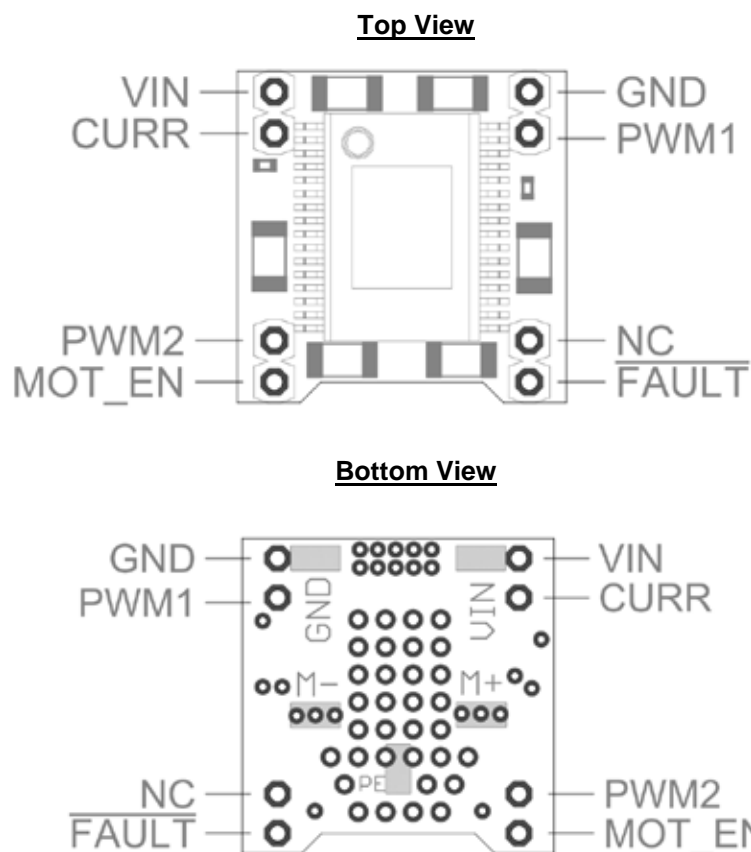 Top View
VIN
GND
CURR
PWM1
PWM2
NC
MOT_EN
FAULT
Bottom View
GND
VIN
PWM1
CURR
GND
VIN
M-
M+
PE
NC
PWM2
FAULT
MOT_EN